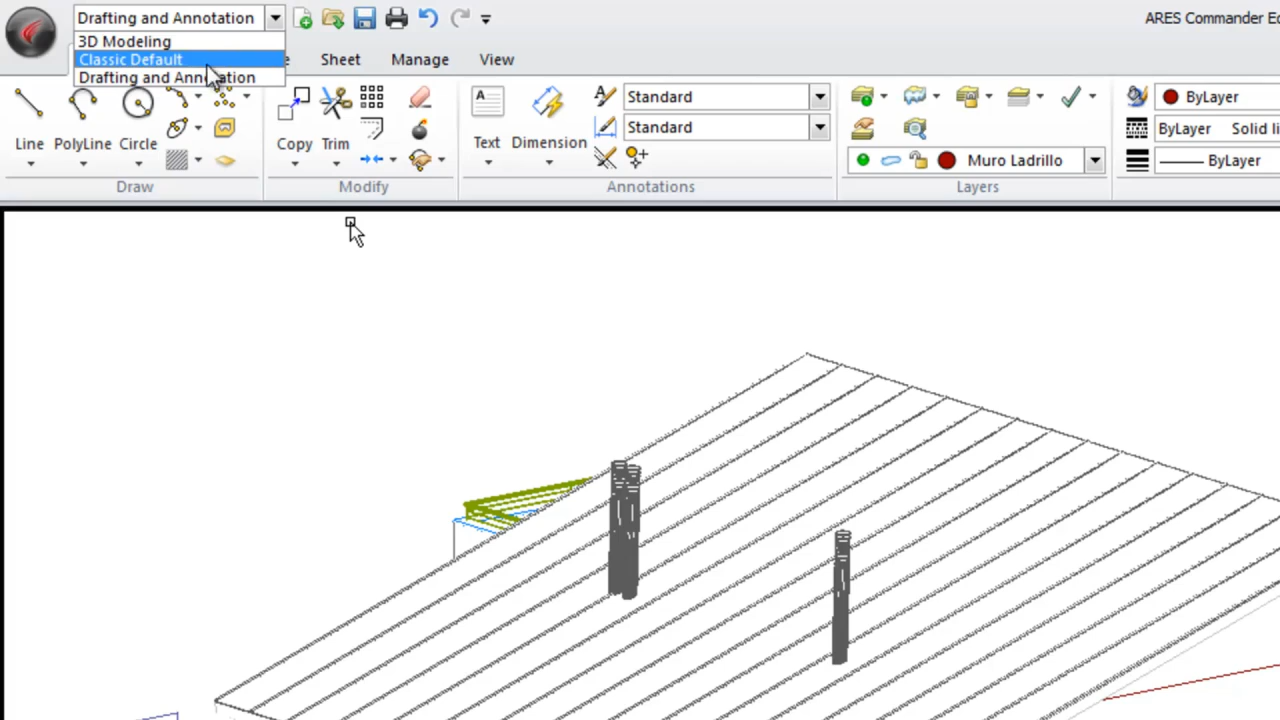 Drafting and Annotation
ARES Commander Ed
3D Modeling
Classic Default
Drafting and Annotation
Sheet
Manage
View
Standard
ByLayer
Standard
ByLayer Solid li
Line
PolyLine
Circle
Copy
Trim
A
Text
Dimension
Muro Ladrillo
ByLayer
Draw
Modify
Annotations
Layers